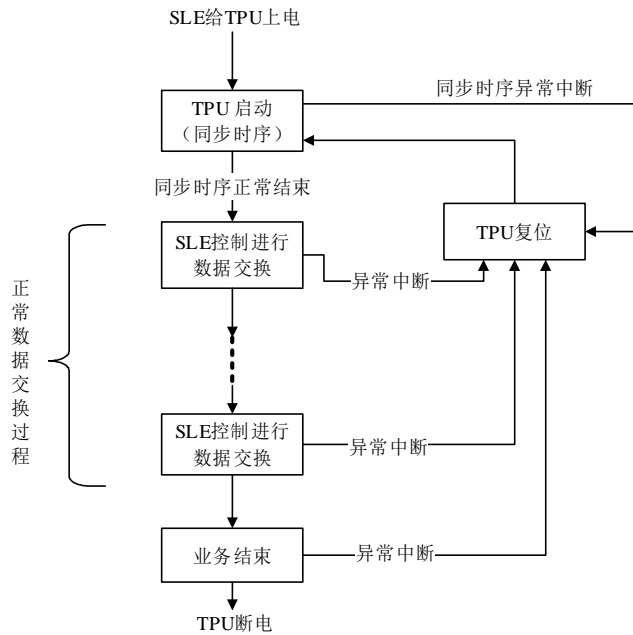 SLE给TPU上电
TPU 启动
（同步时序）
同步时序异常中断
同步时序正常结束
TPU复位
SLE控制进行
数据交换
异常中断
正常数据交换过程
SLE控制进行
数据交换
异常中断
业务结束
异常中断
TPU断电